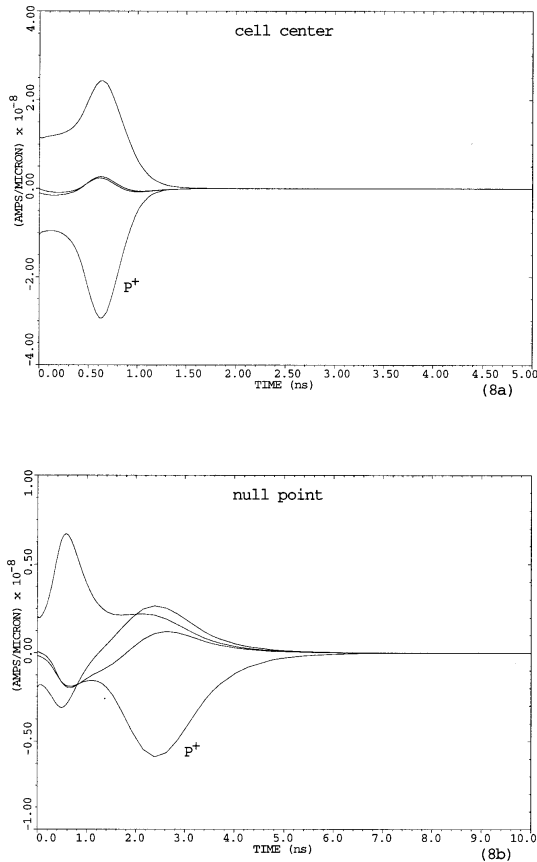 cell center
(AMPS/MICRON) x 10-8
4.00
2.00
0.00
-2.00
-4.00
P+
0.00 0.50 1.00 1.50 2.00 2.50 3.00 3.50 4.00 4.50 5.00
TIME (ns)
(8a)
null point
(AMPS/MICRON) x 10-8
1.00
0.50
0.00
-0.50
-1.00
P+
0.0 1.0 2.0 3.0 4.0 5.0 6.0 7.0 8.0 9.0 10.0
TIME (ns)
(8b)